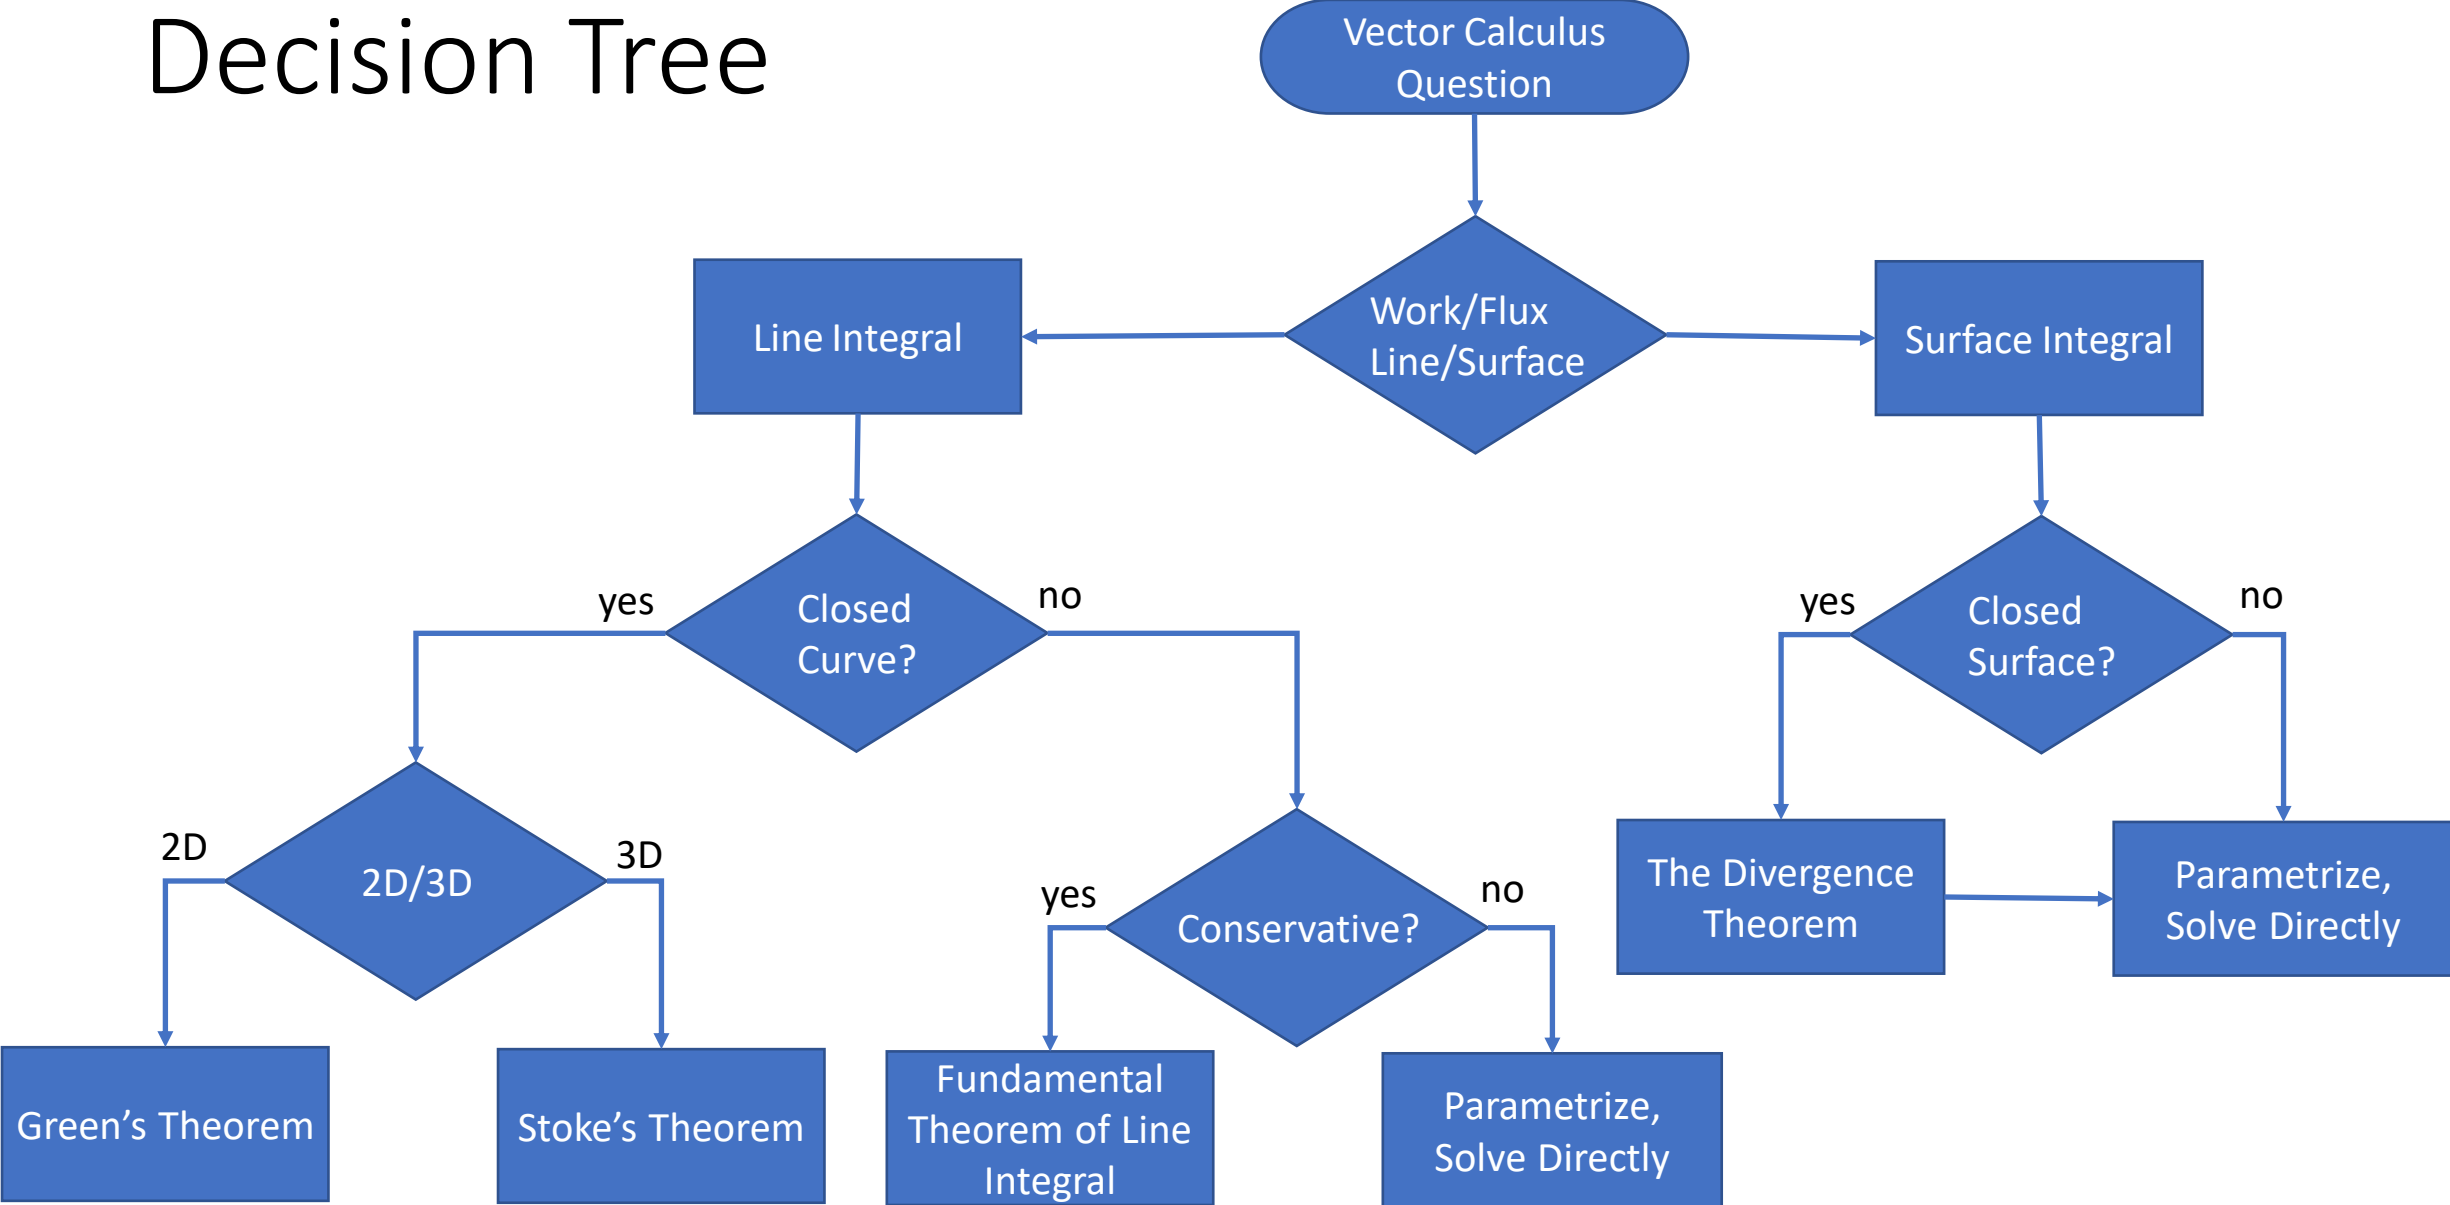 Decision Tree
Vector Calculus
Question
Work/Flux
Line/Surface
Line Integral
Surface Integral
yes
Closed
Curve?
no
yes
Closed
Surface?
no
2D
2D/3D
3D
yes
Conservative?
no
The Divergence
Theorem
Parametrize,
Solve Directly
Green’s Theorem
Stoke’s Theorem
Fundamental
Theorem of Line
Integral
Parametrize,
Solve Directly